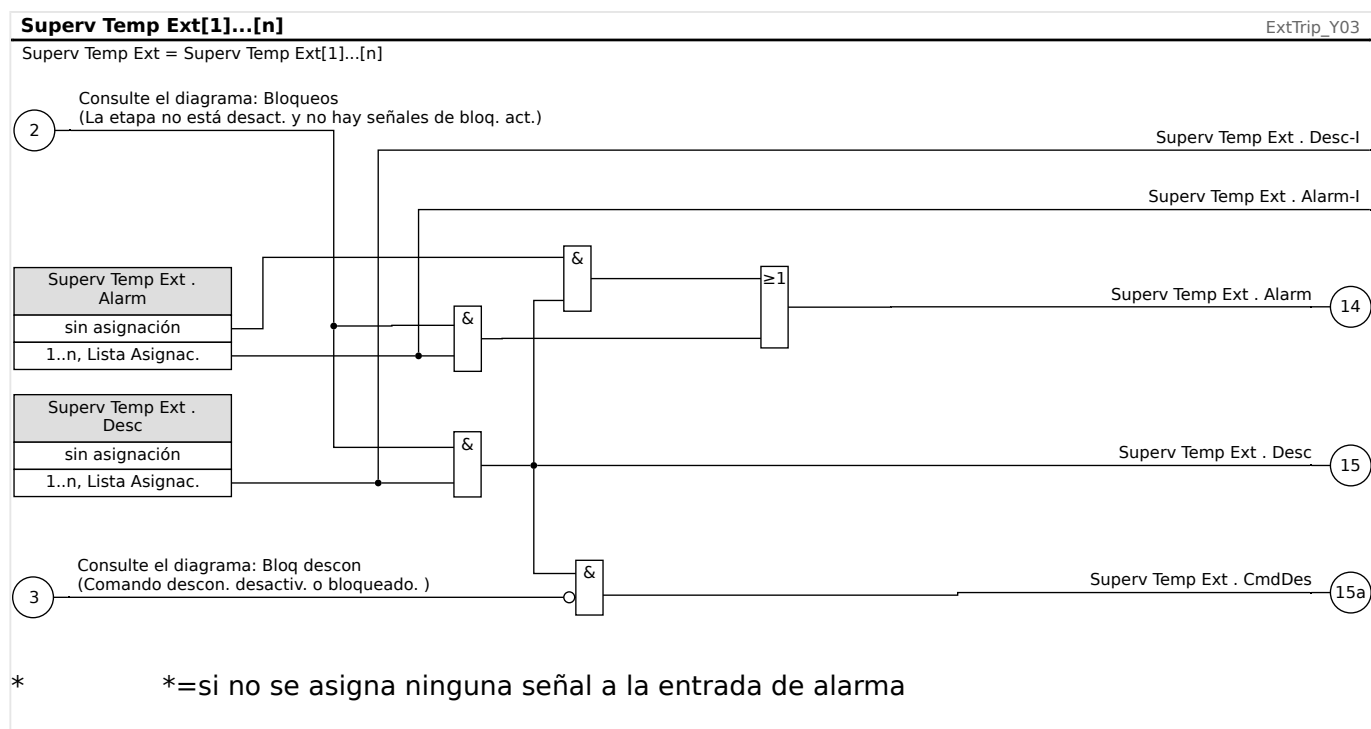 Superv Temp Ext[1]...[n]
ExtTrip_Y03
Superv Temp Ext = Superv Temp Ext[1]...[n]
Consulte el diagrama: Bloqueos
(La etapa no está desact. y no hay señales de bloq. act.)
2
Superv Temp Ext . Desc-I
Superv Temp Ext . Alarm-I
&
Superv Temp Ext .
Alarm
sin asignación
1..n, Lista Asignac.
≥1
Superv Temp Ext . Alarm
14
&
Superv Temp Ext .
Desc
sin asignación
1..n, Lista Asignac.
&
Superv Temp Ext . Desc
15
Consulte el diagrama: Bloq descon
(Comando descon. desactiv. o bloqueado. )
3
&
Superv Temp Ext . CmdDes
15a
* *=si no se asigna ninguna señal a la entrada de alarma